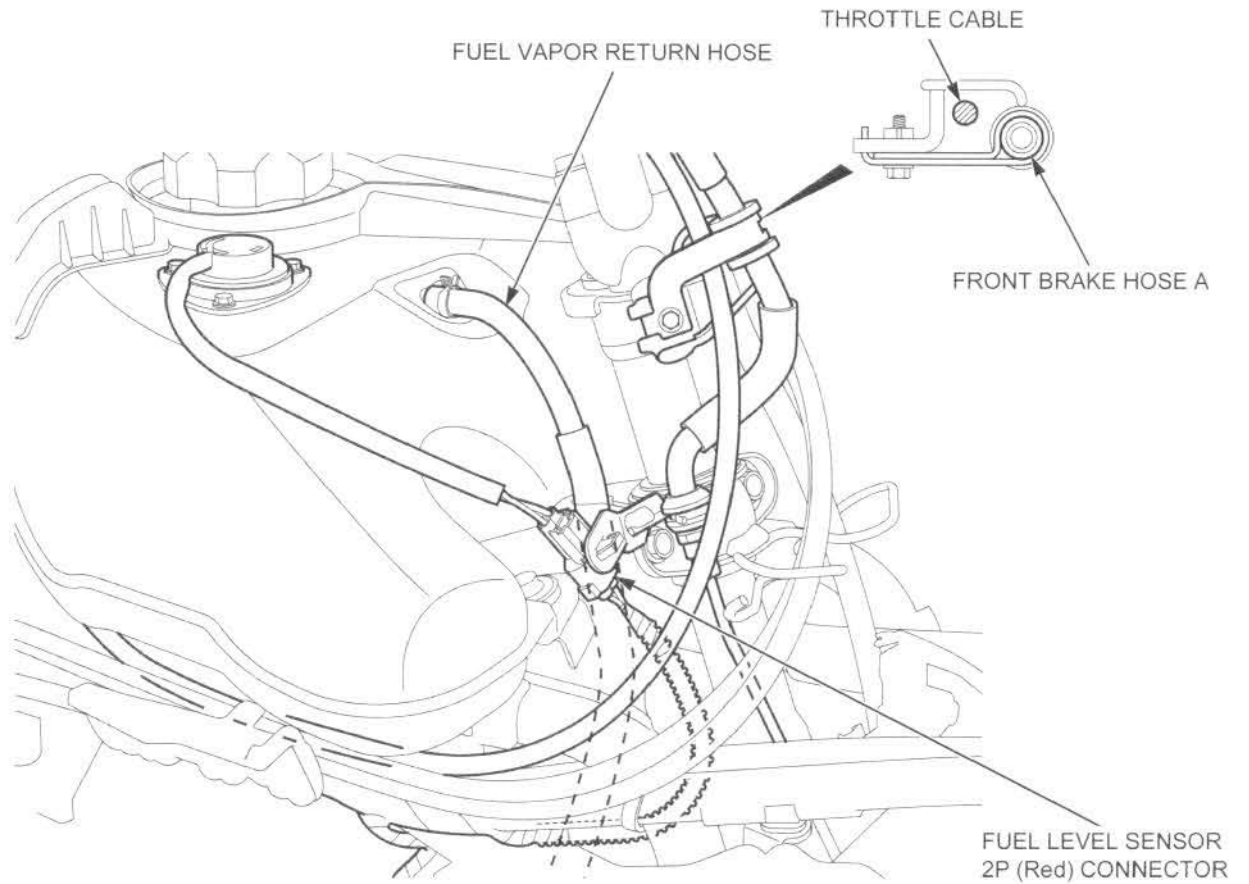 THROTTLE CABLE
FUEL VAPOR RETURN HOSE
FRONT BRAKE HOSE A
FUEL LEVEL SENSOR
2P (Red) CONNECTOR